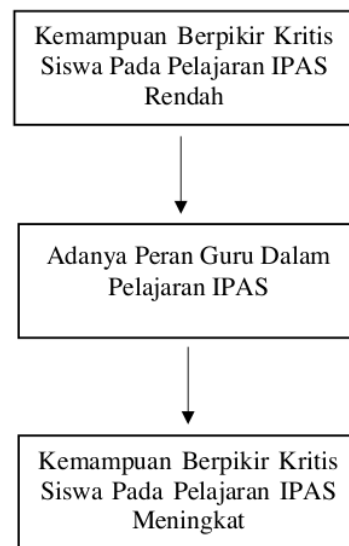 Kemampuan Berpikir Kritis
Siswa Pada Pelajaran IPAS
Rendah
Adanya Peran Guru Dalam
Pelajaran IPAS
Kemampuan Berpikir Kritis
Siswa Pada Pelajaran IPAS
Meningkat